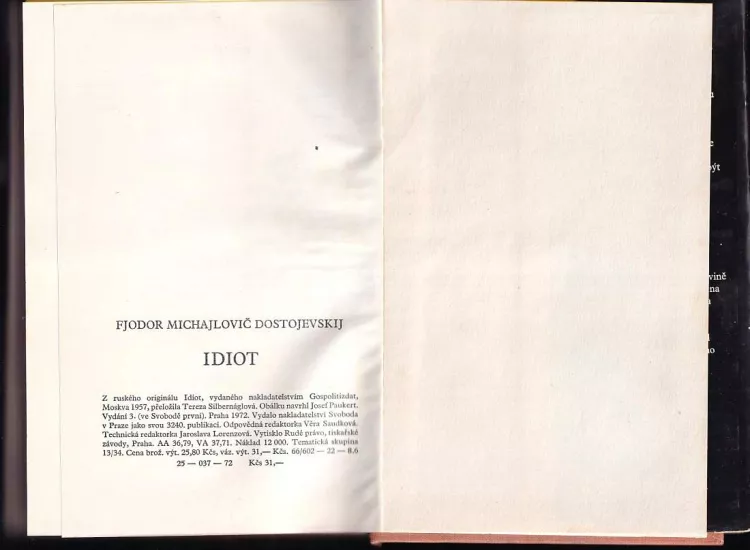 FJODOR MICHAJLOVIČ DOSTOJEVSKIJ
IDIOT
Z ruského originálu Idiot, vydaného nakladatelstvím Gospolitizdat,
Moskva 1957, přeložila Tereza Silbernáglová. Obálku navrhl Josef Paukert.
Vydání 3. (ve Svobodě první). Praha 1972. Vydalo nakladatelství Svoboda
v Praze jako svou 3240. publikaci. Odpovědná redaktorka Věra Saudková.
Technická redaktorka Jaroslava Lorenzová. Vytisklo Rudé právo, tiskařské
závody, Praha. AA 36,79, VA 37,71. Náklad 12 000. Tematická skupina
13/34. Cena brož. výt. 25,80 Kčs, váz. výt. 31,— Kčs. 66/602 — 22 — 8.6
25 — 037 — 72 Kčs 31,—